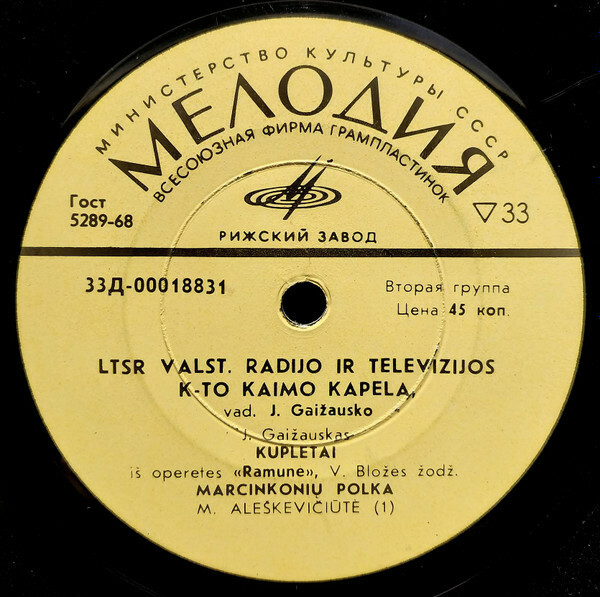 МИНИСТЕРСТВО КУЛЬТУРЫ СССР
МЕЛОДИЯ
ВСЕСОЮЗНАЯ ФИРМА ГРАМПЛАСТИНОК
Гост
5289-68
▽33
РИЖСКИЙ ЗАВОД
33Д-00018831
Вторая группа
Цена 45 коп.
LTSR VALST. RADIJO IR TELEVIZIJOS
K-TO KAIMO KAPELA,
vad. J. Gaižausko
J. Gaižauskas
KUPLETAI
iš operetes «Ramune», V. Bložės žodž.
MARCINKONIŲ POLKA
M. ALEŠKEVIČIŪTĖ (1)